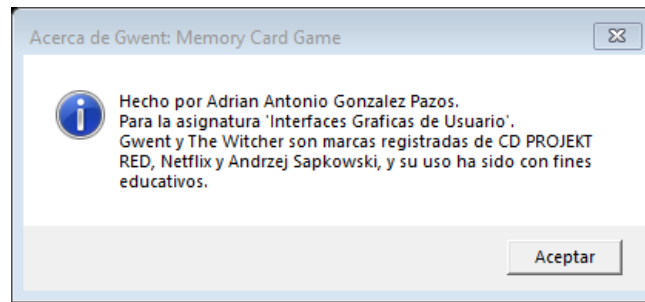 Acerca de Gwent: Memory Card Game
Hecho por Adrian Antonio Gonzalez Pazos.
Para la asignatura 'Interfaces Graficas de Usuario'.
Gwent y The Witcher son marcas registradas de CD PROJEKT
RED, Netflix y Andrzej Sapkowski, y su uso ha sido con fines
educativos.
Aceptar